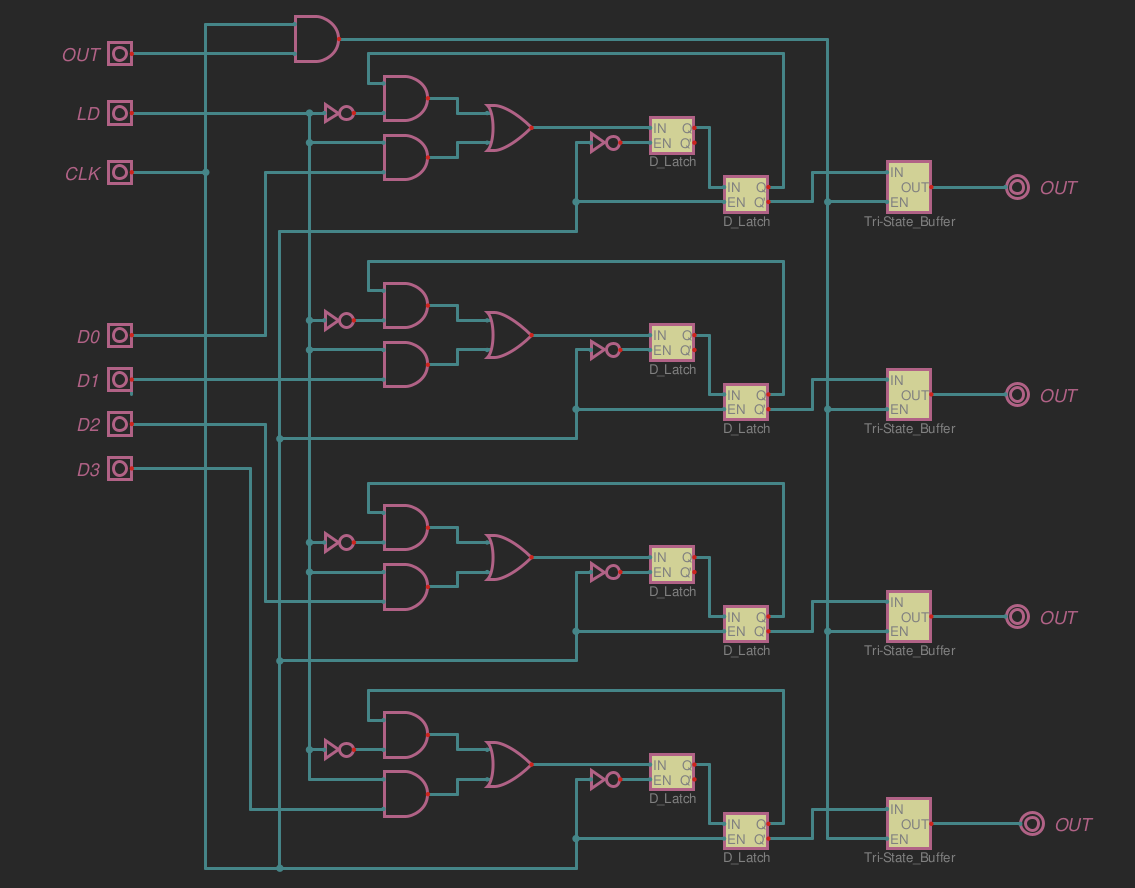 OUT
LD
CLK
IN Q
EN Q'
D_Latch
IN Q
EN Q'
D_Latch
IN
OUT
EN
Tri-State_Buffer
OUT
D0
D1
D2
D3
IN Q
EN Q'
D_Latch
IN Q
EN Q'
D_Latch
IN
OUT
EN
Tri-State_Buffer
OUT
IN Q
EN Q'
D_Latch
IN Q
EN Q'
D_Latch
IN
OUT
EN
Tri-State_Buffer
OUT
IN Q
EN Q'
D_Latch
IN Q
EN Q'
D_Latch
IN
OUT
EN
Tri-State_Buffer
OUT